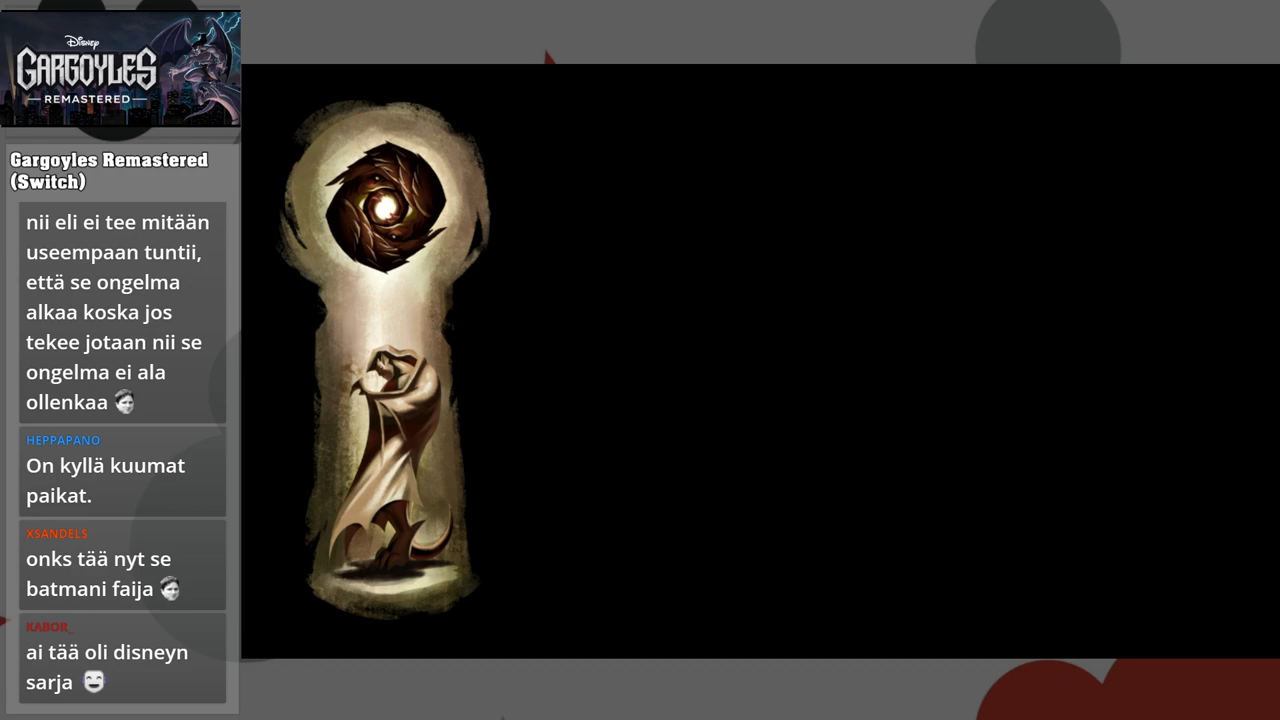 Disney
GARGOYLES
REMASTERED
Gargoyles Remastered
(Switch)
nii eli ei tee mitään
useempaan tuntii,
että se ongelma
alkaa koska jos
tekee jotaan nii se
ongelma ei ala
ollenkaa
HEPPAPANO
On kyllä kuumat
paikat.
XSANDELS
onks tää nyt se
batmani faija
KABOR_
ai tää oli disneyn
sarja